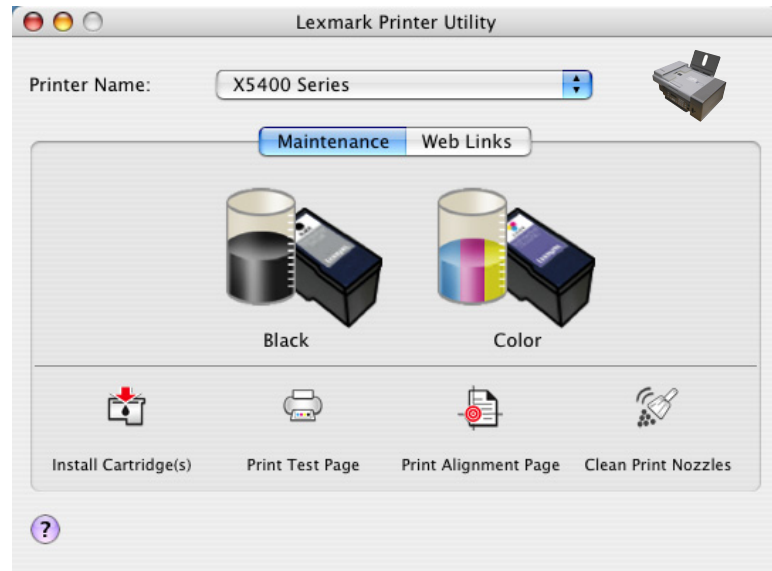 Lexmark Printer Utility
Printer Name:
X5400 Series
Maintenance
Web Links
Black
Color
Install Cartridge(s)
Print Test Page
Print Alignment Page
Clean Print Nozzles
?